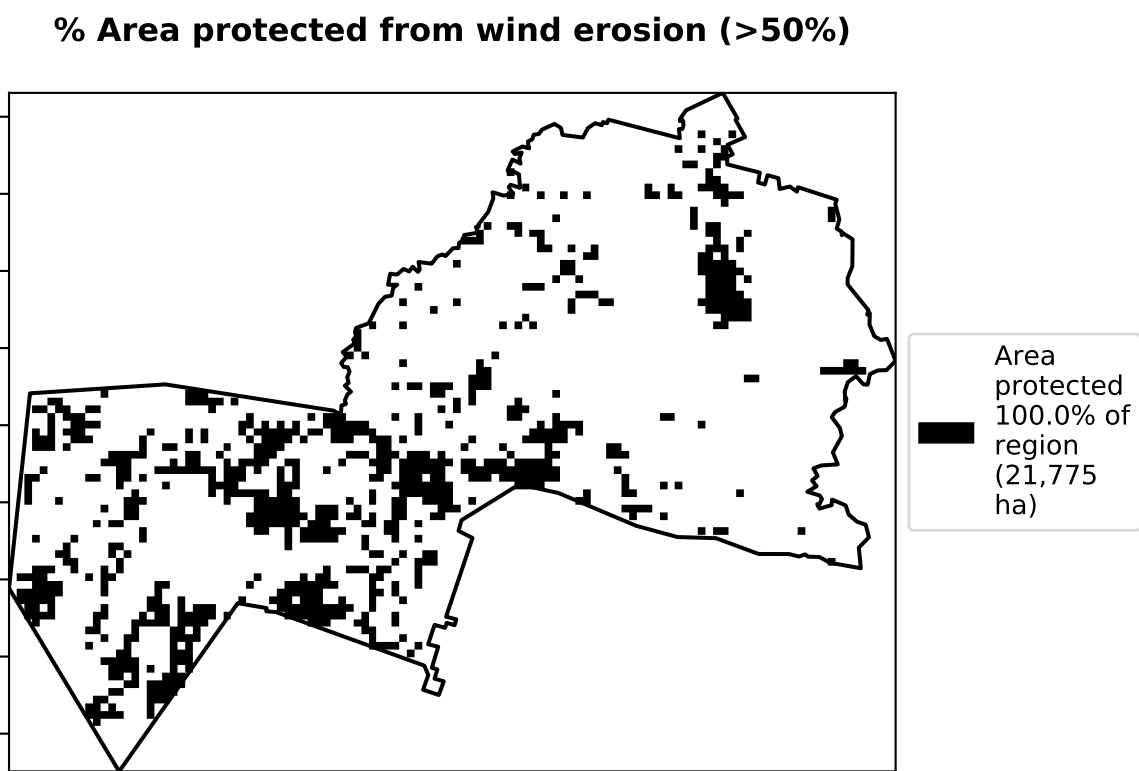 % Area protected from wind erosion (>50%)
Area
protected
100.0% of
region
(21,775
ha)